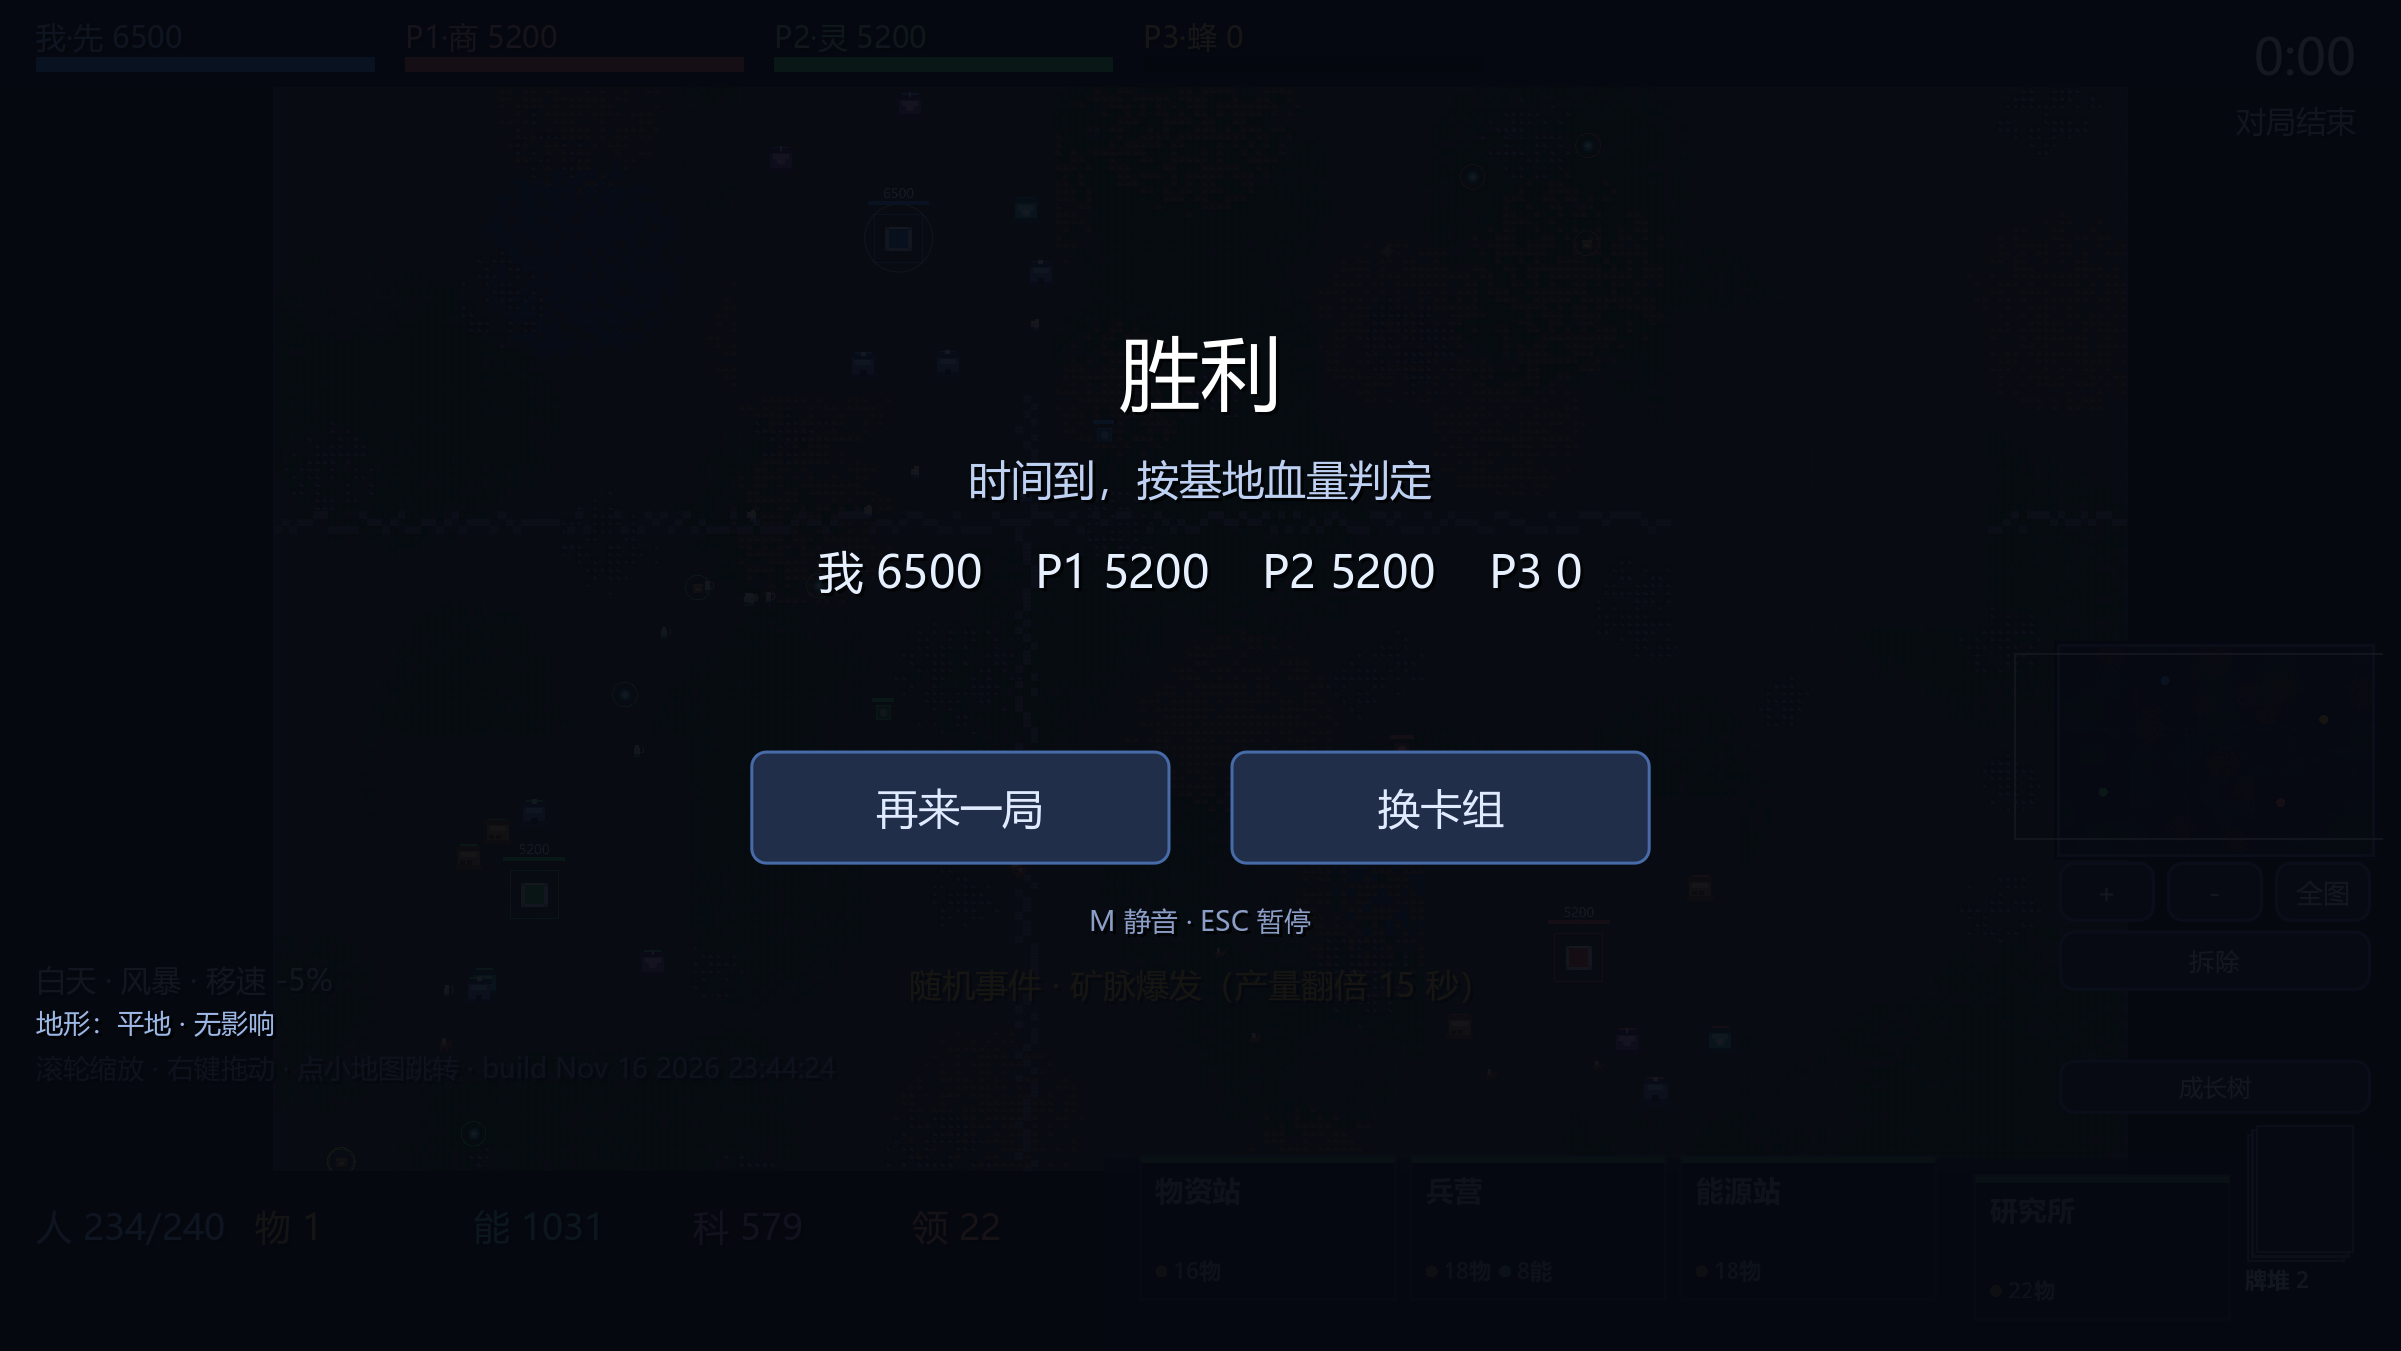 我·先 6500 P1·商 5200 P2·灵 5200 P3·蜂 0
0:00
对局结束
6500
胜利
时间到，按基地血量判定
我 6500 P1 5200 P2 5200 P3 0
再来一局 换卡组
M 静音 · ESC 暂停
5200
5200
+ - 全图
拆除
随机事件 · 矿脉爆发（产量翻倍 15 秒）
白天 · 风暴 · 移速 -5%
地形：平地 · 无影响
滚轮缩放 · 右键拖动 · 点小地图跳转 · build Nov 16 2026 23:44:24
成长树
人 234/240 物 1 能 1031 科 579 领 22
物资站 兵营 能源站 研究所
16物 18物 8能 18物 22物
牌堆 2